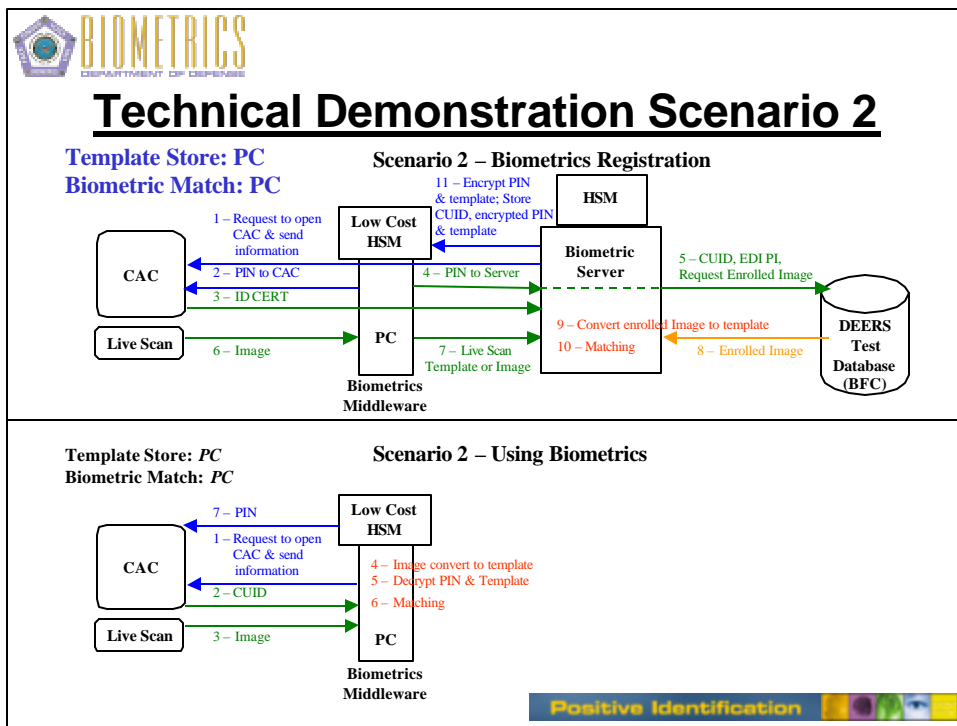 BIOMETRICS
DEPARTMENT OF DEFENSE
Technical Demonstration Scenario 2
Template Store: PC
Biometric Match: PC
Scenario 2 – Biometrics Registration
11 – Encrypt PIN
& template; Store
CUID, encrypted PIN
& template
HSM
1 – Request to open
CAC & send
information
Low Cost
HSM
Biometric
Server
5 – CUID, EDI PI,
Request Enrolled Image
CAC
2 – PIN to CAC
4 – PIN to Server
3 – ID CERT
Live Scan
6 – Image
PC
7 – Live Scan
Template or Image
9 – Convert enrolled Image to template
10 – Matching
8 – Enrolled Image
DEERS
Test
Database
(BFC)
Biometrics
Middleware
Template Store: PC
Biometric Match: PC
Scenario 2 – Using Biometrics
7 – PIN
Low Cost
HSM
1 – Request to open
CAC & send
information
CAC
4 – Image convert to template
5 – Decrypt PIN & Template
2 – CUID
6 – Matching
Live Scan
3 – Image
PC
Biometrics
Middleware
Positive Identification